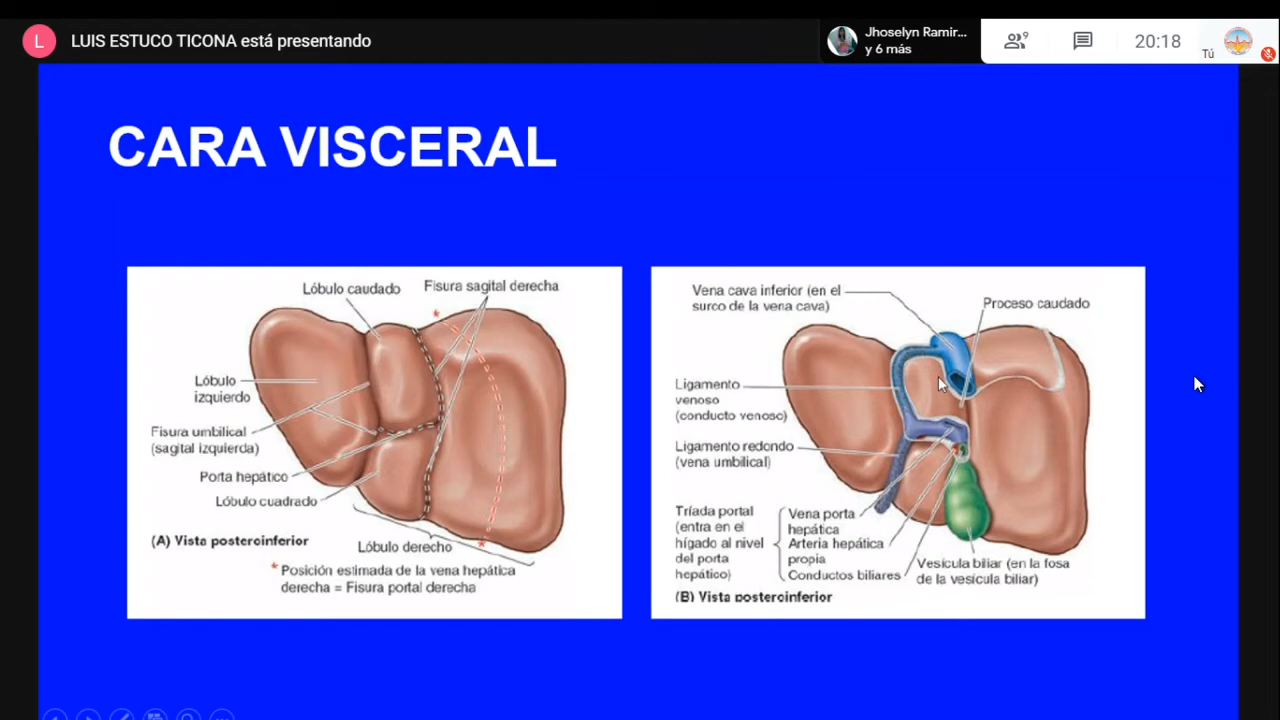 L
LUIS ESTUCO TICONA está presentando
Jhoselyn Ramir...
y 6 más
9
20:18
Tú
CARA VISCERAL
Lóbulo caudado
Fisura sagital derecha
*
Lóbulo
izquierdo
Fisura umbilical
(sagital izquierda)
Porta hepático
Lóbulo cuadrado
(A) Vista posteroinferior
Lóbulo derecho
*
* Posición estimada de la vena hepática
derecha = Fisura portal derecha
Vena cava inferior (en el
surco de la vena cava)
Proceso caudado
Ligamento
venoso
(conducto venoso)
Ligamento redondo
(vena umbilical)
Tríada portal
(entra en el
hígado al nivel
del porta
hepático)
Vena porta
hepática
Arteria hepática
propia
Conductos biliares
Vesícula biliar (en la fosa
de la vesícula biliar)
(B) Vista posteroinferior